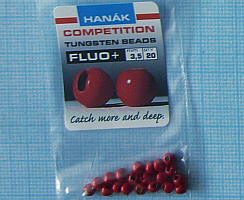 HANÁK
COMPETITION
TUNGSTEN BEADS
FLUO+
3,5 20
Catch more and deep.